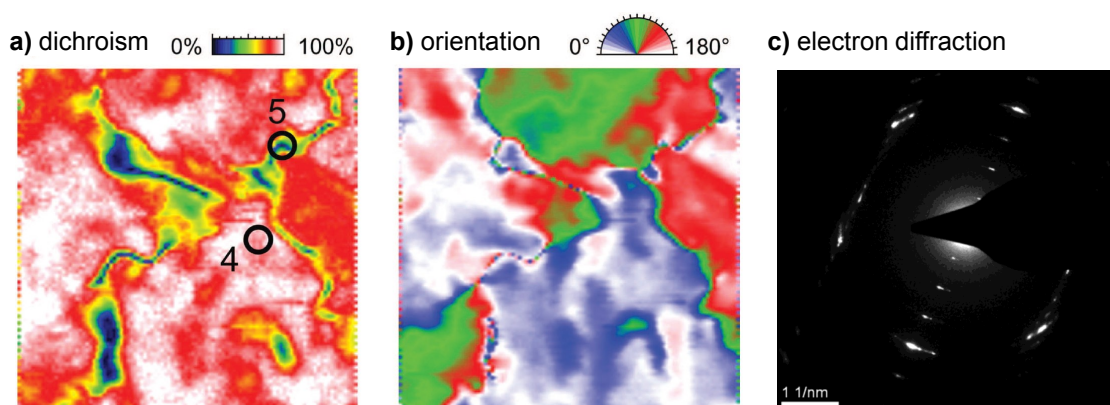 a) dichroism 0% 100%
b) orientation 0° 180°
c) electron diffraction
5
4
1 1/nm